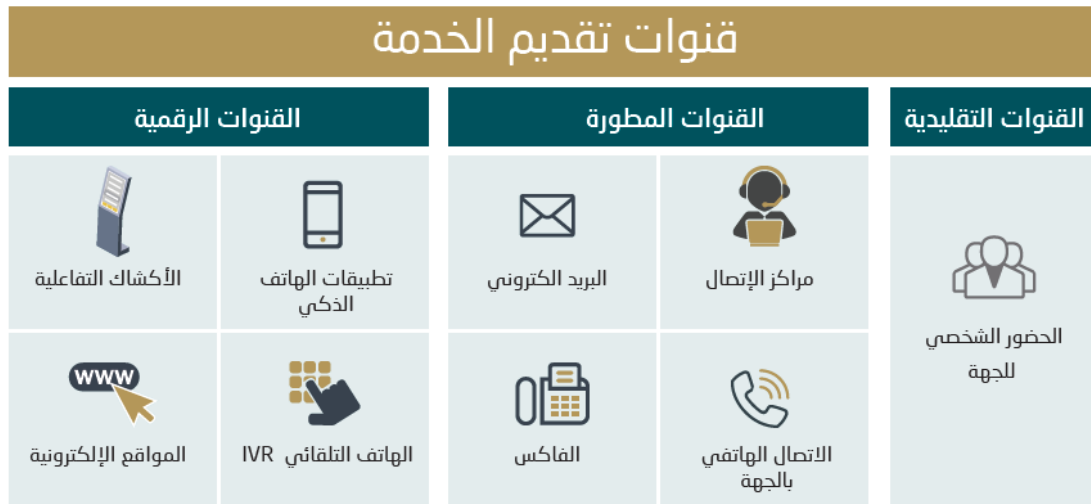 قنوات تقديم الخدمة
القنوات التقليدية
الحضور الشخصي
للجهة
القنوات المطورة
مراكز الإتصال
البريد الكتروني
الاتصال الهاتفي
بالجهة
الفاكس
القنوات الرقمية
تطبيقات الهاتف
الذكي
الأكشاك التفاعلية
الهاتف التلقائي IVR
www
المواقع الإلكترونية